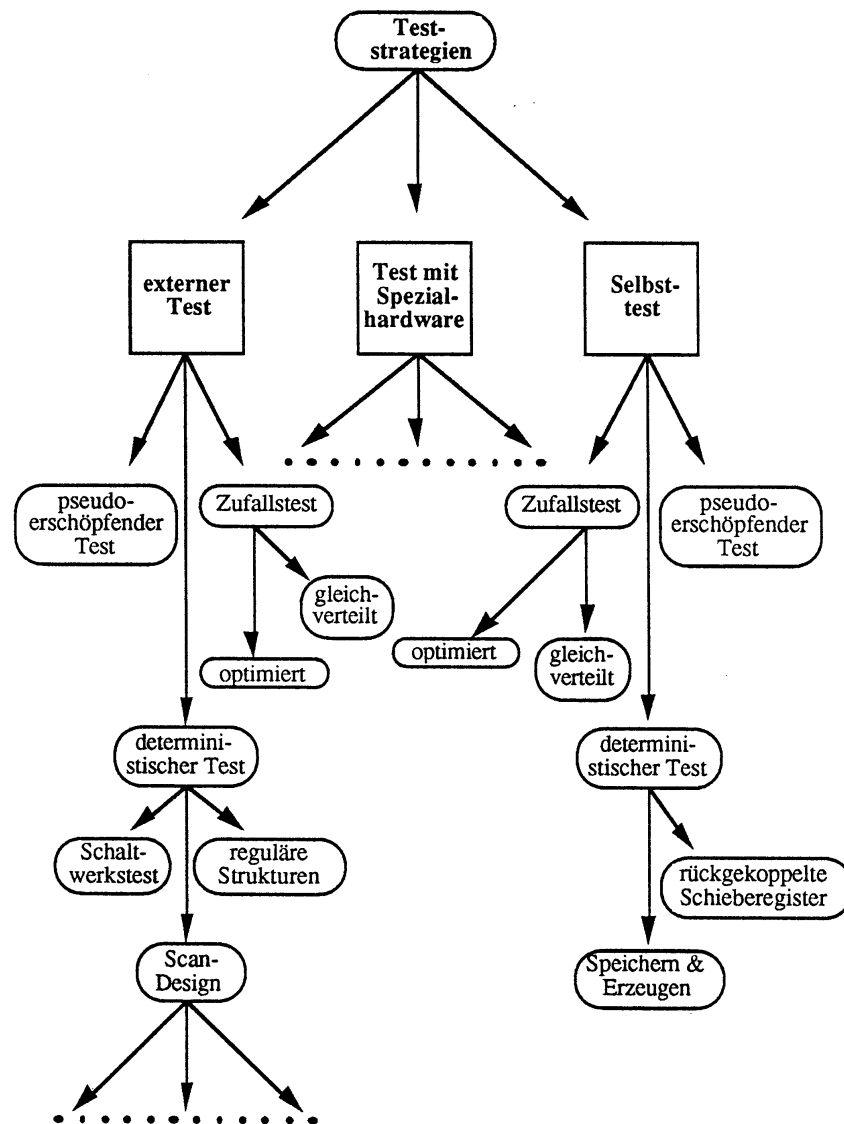 Test-
strategien
externer
Test
Test mit
Spezial-
hardware
Selbst-
test
pseudo-
erschöpfender
Test
Zufallstest
Zufallstest
pseudo-
erschöpfender
Test
gleich-
verteilt
optimiert
optimiert
gleich-
verteilt
determini-
stischer Test
determini-
stischer Test
Schalt-
werkstest
reguläre
Strukturen
rückgekoppelte
Schieberegister
Scan-
Design
Speichern &
Erzeugen